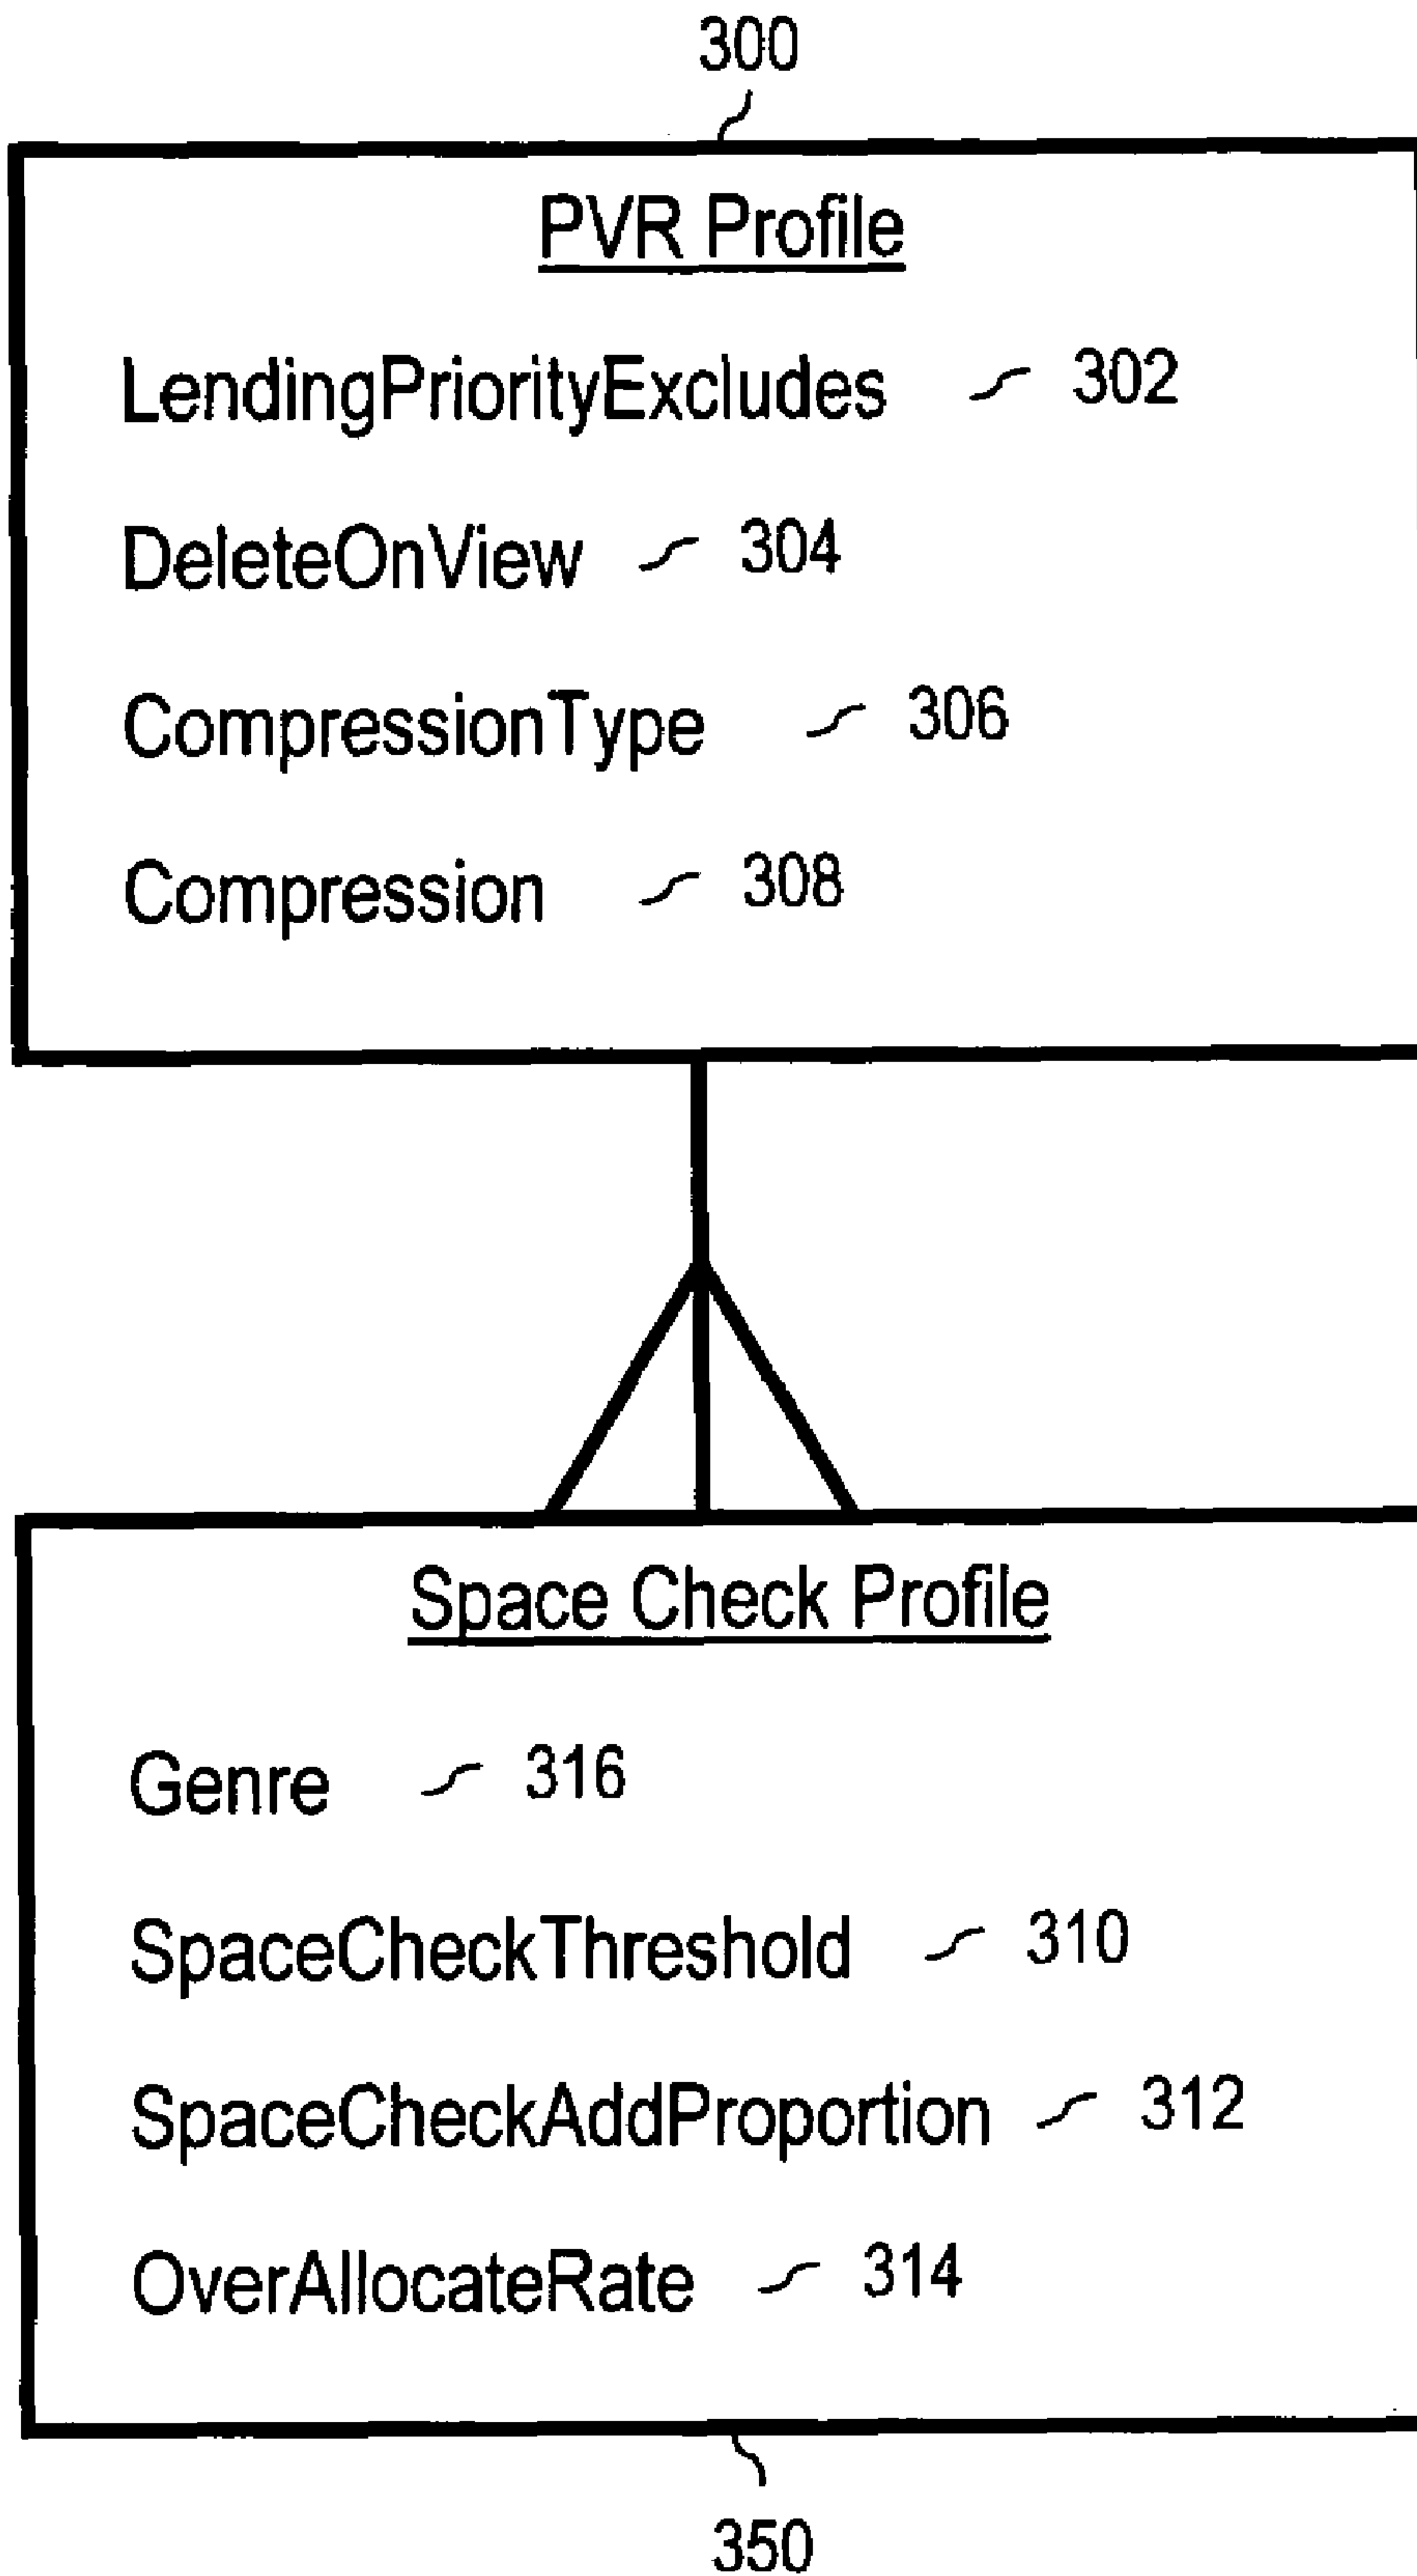 300
PVR Profile
LendingPriorityExcludes 302
DeleteOnView 304
CompressionType 306
Compression 308
Space Check Profile
Genre 316
SpaceCheckThreshold 310
SpaceCheckAddProportion 312
OverAllocateRate 314
350